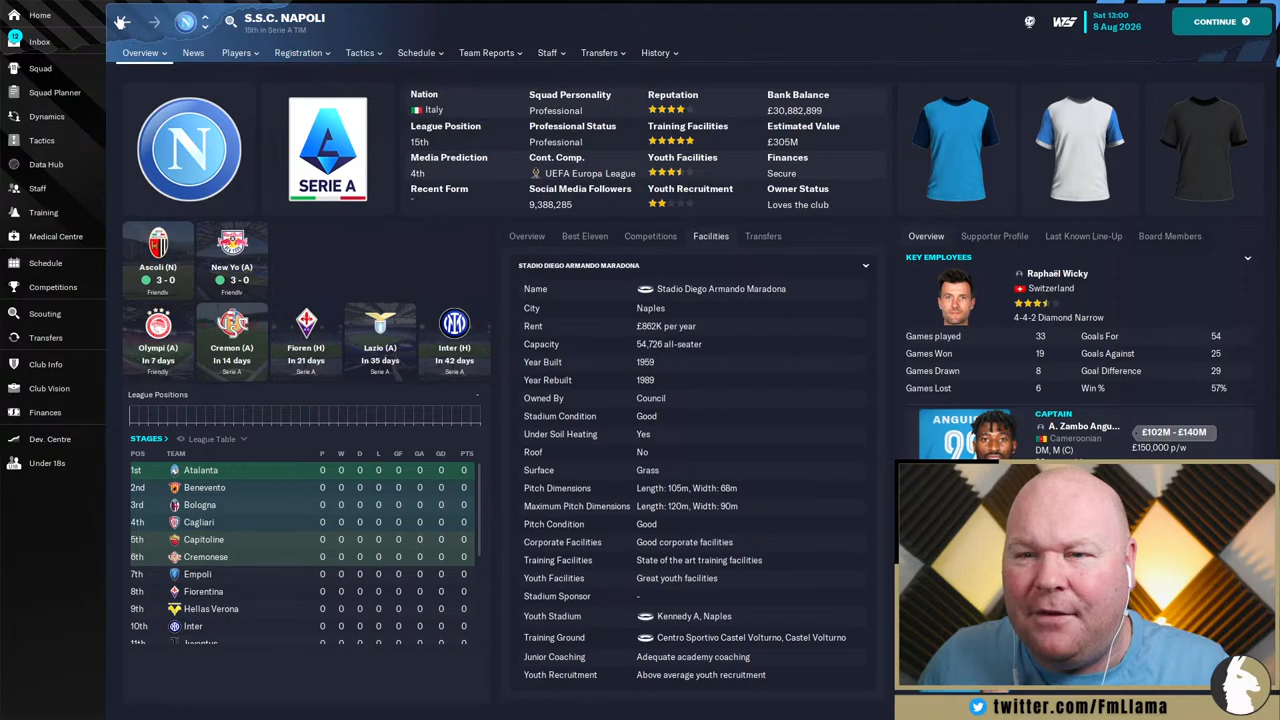 Home
12
Inbox
Squad
Squad Planner
Dynamics
Tactics
Data Hub
Staff
Training
Medical Centre
Schedule
Competitions
Scouting
Transfers
Club Info
Club Vision
Finances
Dev. Centre
Under 18s
N
S.S.C. NAPOLI
15th in Serie A TIM
Sat 13:00
8 Aug 2026
CONTINUE
Overview
News
Players
Registration
Tactics
Schedule
Team Reports
Staff
Transfers
History
N
SERIE A
Nation
Italy
League Position
15th
Media Prediction
4th
Recent Form
-
Squad Personality
Professional
Professional Status
Professional
Cont. Comp.
UEFA Europa League
Social Media Followers
9,388,285
Reputation
Training Facilities
Youth Facilities
Youth Recruitment
Bank Balance
£30,882,899
Estimated Value
£305M
Finances
Secure
Owner Status
Loves the club
Ascoli (N)
3 - 0
Friendly
New Yo (A)
3 - 0
Friendly
Olympi (A)
In 7 days
Friendly
Cremon (A)
In 14 days
Serie A
Fioren (H)
In 21 days
Serie A
Lazio (A)
In 35 days
Serie A
Inter (H)
In 42 days
Serie A
League Positions -
STAGES League Table
POS TEAM P W D L GF GA GD PTS
1st Atalanta 0 0 0 0 0 0 0 0
2nd Benevento 0 0 0 0 0 0 0 0
3rd Bologna 0 0 0 0 0 0 0 0
4th Cagliari 0 0 0 0 0 0 0 0
5th Capitoline 0 0 0 0 0 0 0 0
6th Cremonese 0 0 0 0 0 0 0 0
7th Empoli 0 0 0 0 0 0 0 0
8th Fiorentina 0 0 0 0 0 0 0 0
9th Hellas Verona 0 0 0 0 0 0 0 0
10th Inter 0 0 0 0 0 0 0 0
11th Juventus 0 0 0 0 0 0 0 0
Overview Best Eleven Competitions Facilities Transfers
STADIO DIEGO ARMANDO MARADONA
Name Stadio Diego Armando Maradona
City Naples
Rent £862K per year
Capacity 54,726 all-seater
Year Built 1959
Year Rebuilt 1989
Owned By Council
Stadium Condition Good
Under Soil Heating Yes
Roof No
Surface Grass
Pitch Dimensions Length: 105m, Width: 68m
Maximum Pitch Dimensions Length: 120m, Width: 90m
Pitch Condition Good
Corporate Facilities Good corporate facilities
Training Facilities State of the art training facilities
Youth Facilities Great youth facilities
Stadium Sponsor -
Youth Stadium Kennedy A, Naples
Training Ground Centro Sportivo Castel Volturno, Castel Volturno
Junior Coaching Adequate academy coaching
Youth Recruitment Above average youth recruitment
Overview Supporter Profile Last Known Line-Up Board Members
KEY EMPLOYEES
Raphaël Wicky
Switzerland
4-4-2 Diamond Narrow
Games played 33 Goals For 54
Games Won 19 Goals Against 25
Games Drawn 8 Goal Difference 29
Games Lost 6 Win % 57%
ANGUIS
99
CAPTAIN
A. Zambo Angu...
Cameroonian
DM, M (C)
£102M - £140M
£150,000 p/w
twitter.com/FmLlama